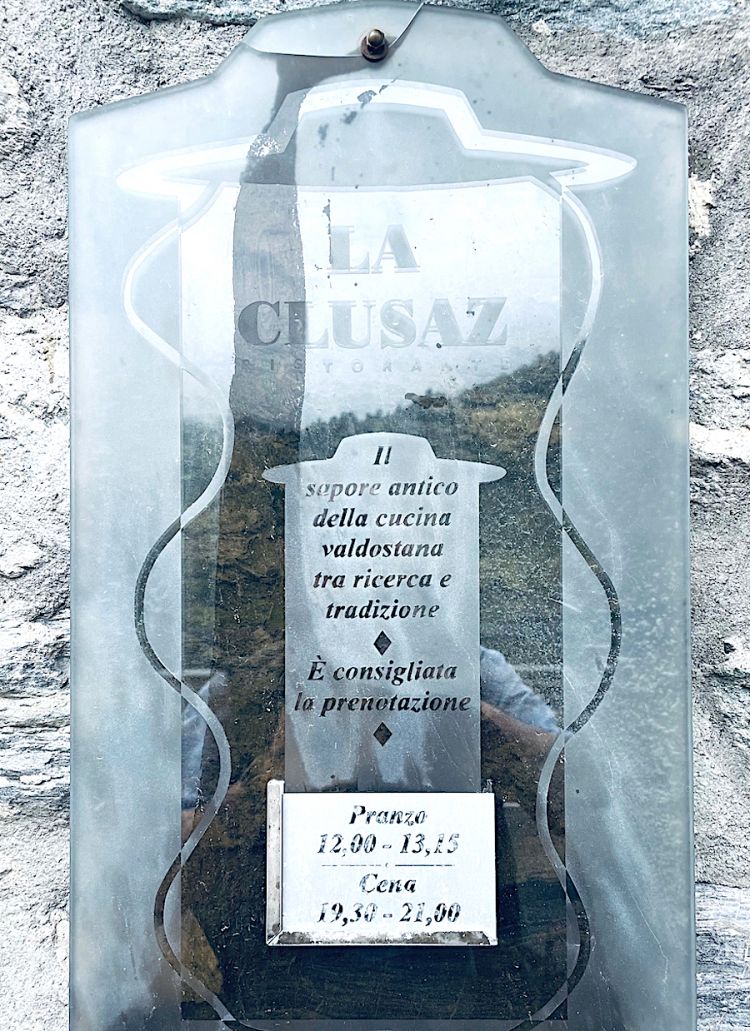 LA
CLUSAZ
RISTORANTE
Il
sapore antico
della cucina
valdostana
tra ricerca e
tradizione
È consigliata
la prenotazione
Pranzo
12,00 - 13,15
Cena
19,30 - 21,00